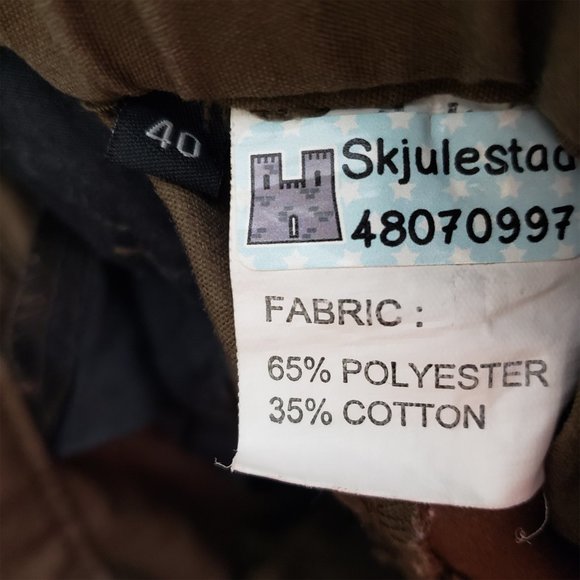 40
Skjulestad
48070997
FABRIC :
65% POLYESTER
35% COTTON